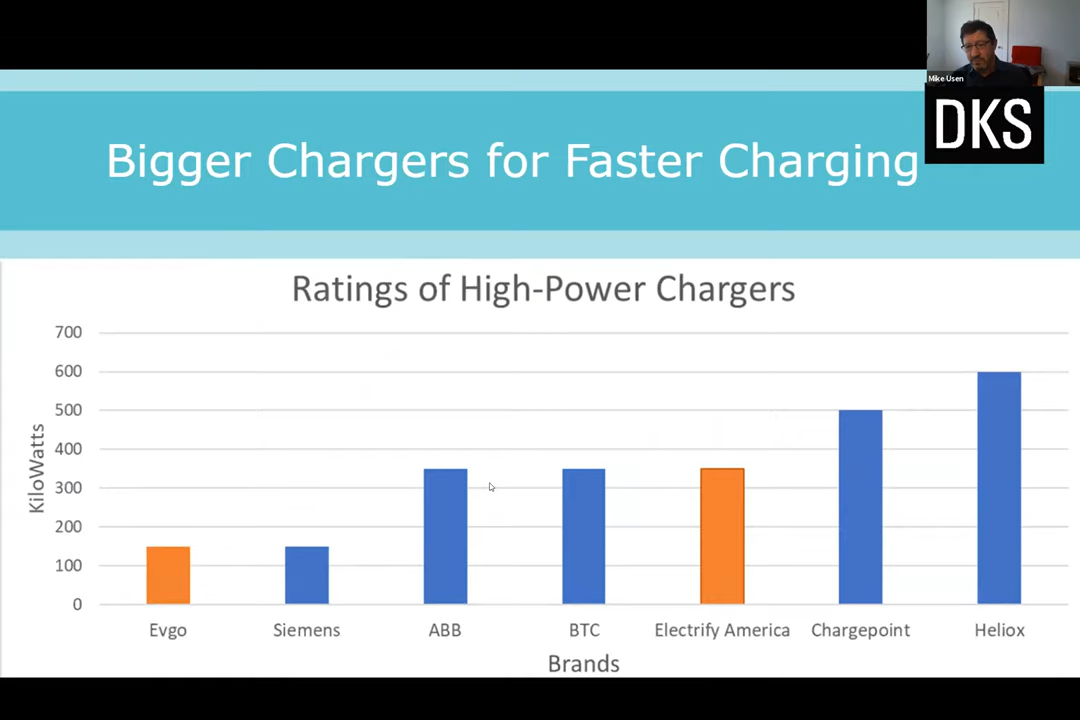 Mike Usen
DKS
Bigger Chargers for Faster Charging
Ratings of High-Power Chargers
700
600
500
400
300
200
100
0
KiloWatts
Evgo Siemens ABB BTC Electrify America Chargepoint Heliox
Brands